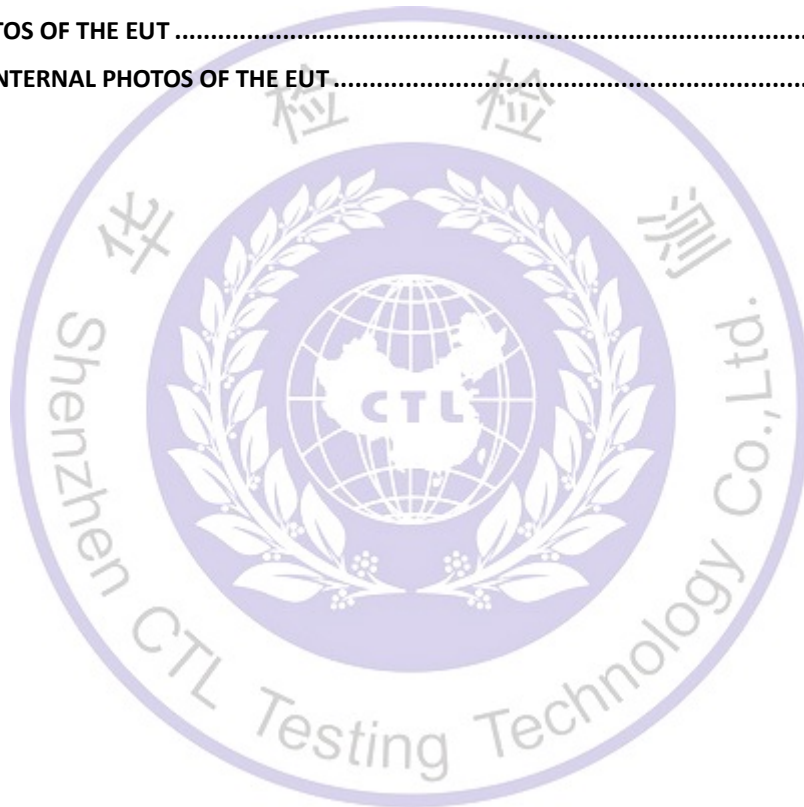 TOS OF THE EUT ........................................................................................
NTERNAL PHOTOS OF THE EUT ..................................................................
华检检测
CTL
Shenzhen CTL Testing Technology Co.,Ltd.